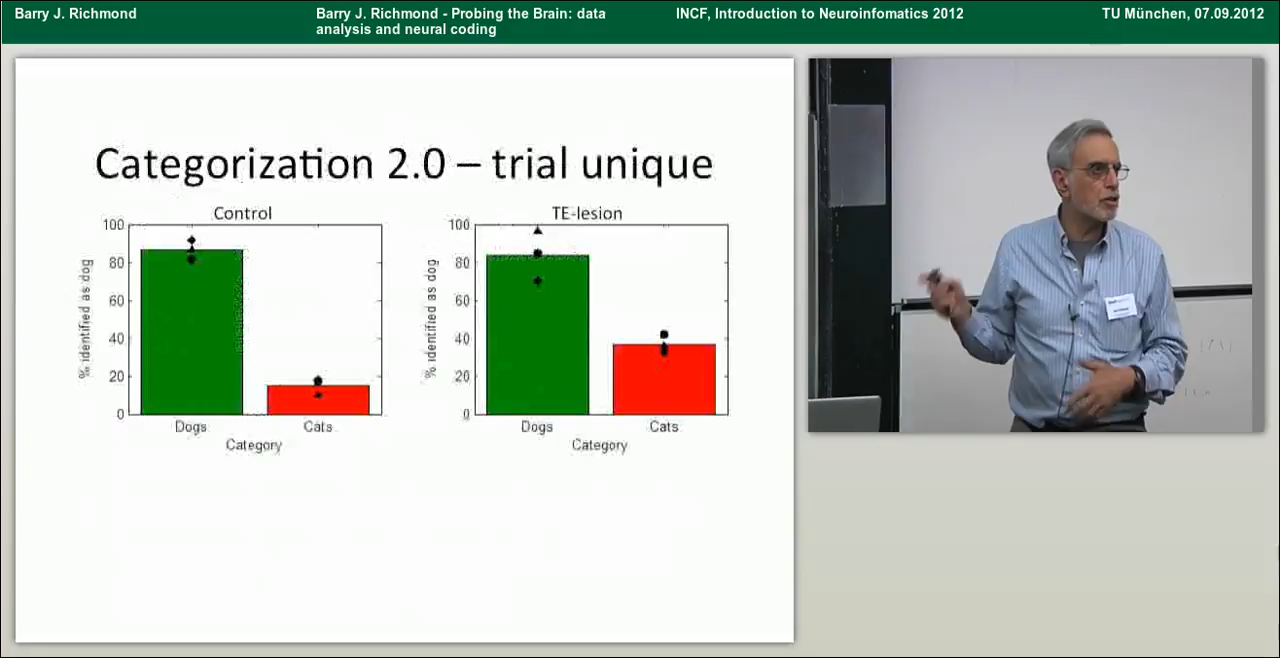 Barry J. Richmond
Barry J. Richmond - Probing the Brain: data
analysis and neural coding
INCF, Introduction to Neuroinfomatics 2012
TU München, 07.09.2012
Categorization 2.0 – trial unique
Control
100
80
60
40
20
0
% identified as dog
Dogs
Cats
Category
TE-lesion
100
80
60
40
20
0
% identified as dog
Dogs
Cats
Category